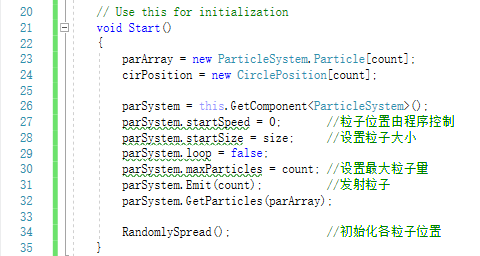 20 // Use this for initialization
21 void Start()
22 {
23 parArray = new ParticleSystem.Particle[count];
24 cirPosition = new CirclePosition[count];
25
26 parSystem = this.GetComponent<ParticleSystem>();
27 parSystem.startSpeed = 0; //粒子位置由程序控制
28 parSystem.startSize = size; //设置粒子大小
29 parSystem.loop = false;
30 parSystem.maxParticles = count; //设置最大粒子量
31 parSystem.Emit(count); //发射粒子
32 parSystem.GetParticles(parArray);
33
34 RandomlySpread(); //初始化各粒子位置
35 }